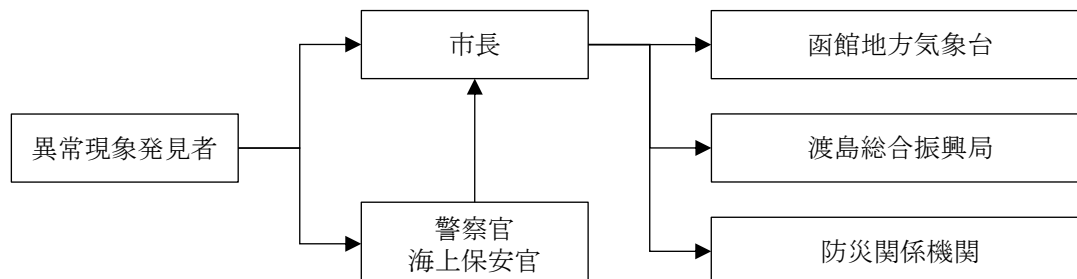 市長
函館地方気象台
異常現象発見者
渡島総合振興局
警察官
海上保安官
防災関係機関